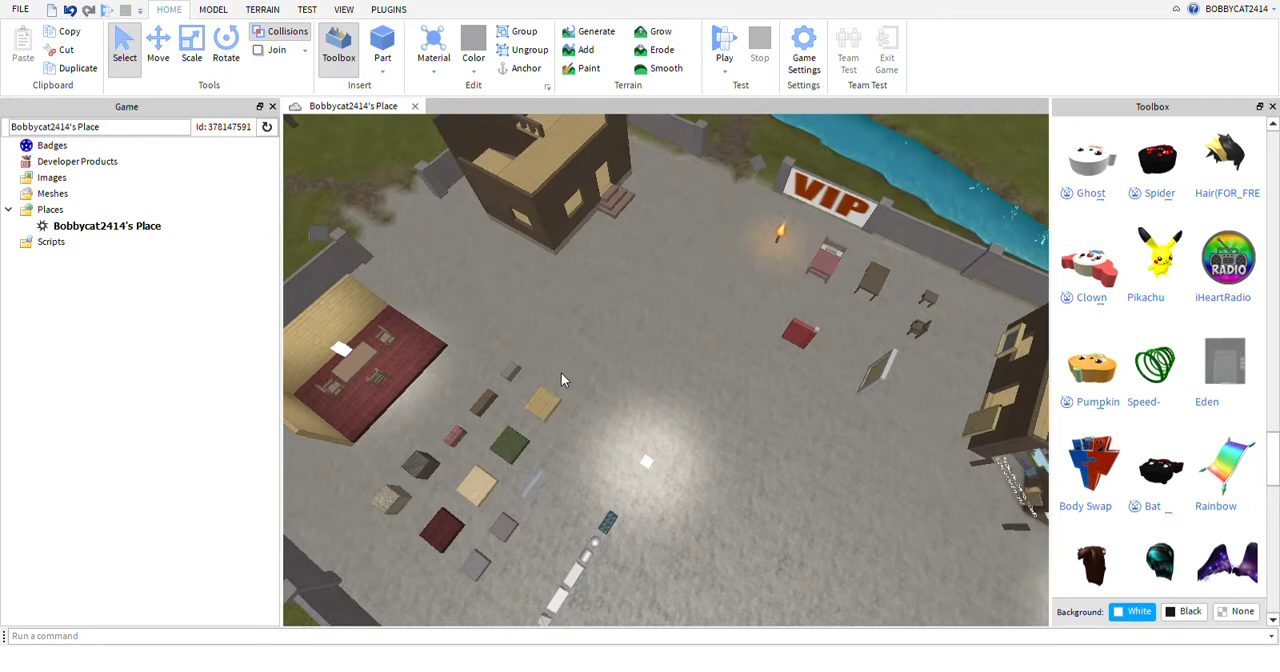 FILE HOME MODEL TERRAIN TEST VIEW PLUGINS BOBBYCAT2414
Paste Copy Cut Duplicate Select Move Scale Rotate Collisions Join Toolbox Part Material Color Group Ungroup Anchor Generate Add Paint Grow Erode Smooth Play Stop Game Settings Team Test Exit Game
Clipboard Tools Insert Edit Terrain Test Settings Team Test
Game Bobbycat2414's Place Toolbox
Bobbycat2414's Place Id: 378147591
Badges
Developer Products
Images
Meshes
Places
Bobbycat2414's Place
Scripts
VIP
Ghost Spider Hair(FOR_FRE
RADIO
Clown Pikachu iHeartRadio
Pumpkin Speed- Eden
Body Swap Bat _ Rainbow
Background: White Black None
Run a command